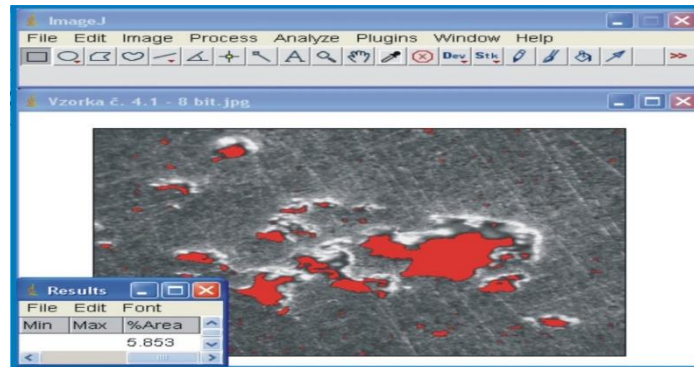 ImageJ
File Edit Image Process Analyze Plugins Window Help
A Dev Stk >>
Vzorka č. 4.1 - 8 bit.jpg
Results
File Edit Font
Min Max %Area
5.853